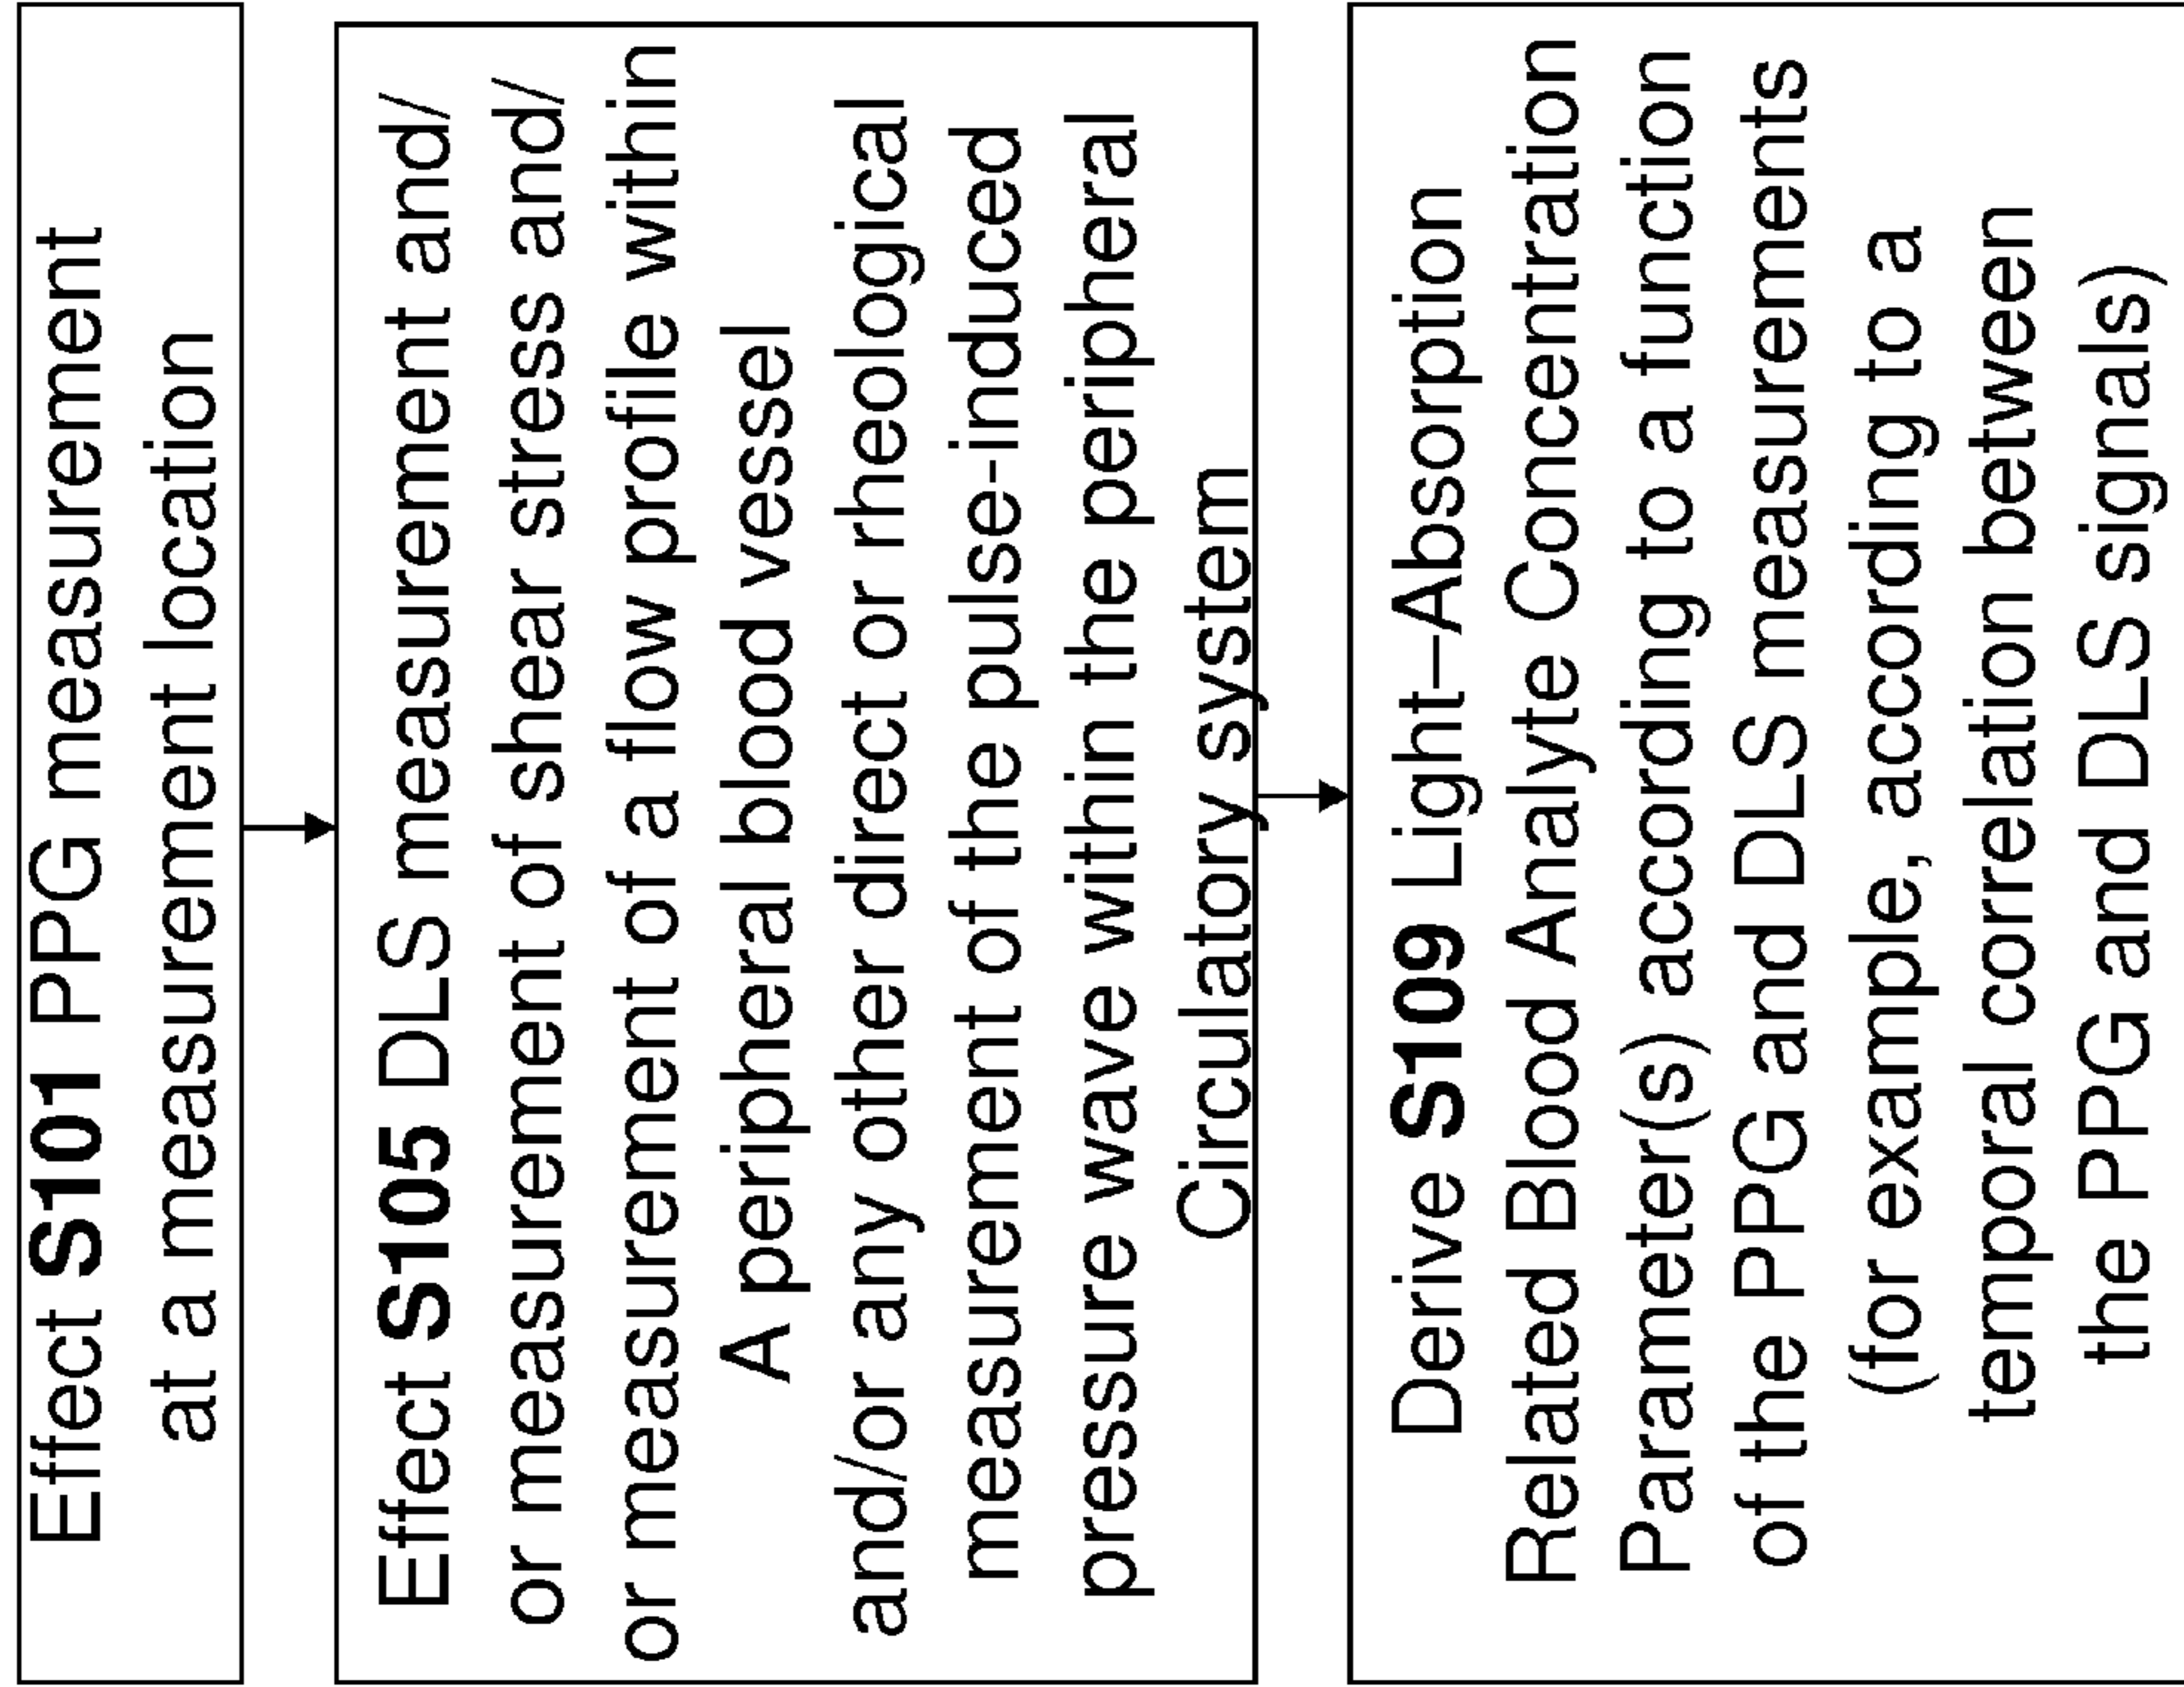 Effect S101 PPG measurement
at a measurement location
Effect S105 DLS measurement and/
or measurement of shear stress and/
or measurement of a flow profile within
A peripheral blood vessel
and/or any other direct or rheological
measurement of the pulse-induced
pressure wave within the peripheral
Circulatory system
Derive S109 Light–Absorption
Related Blood Analyte Concentration
Parameter(s) according to a function
of the PPG and DLS measurements
(for example, according to a
temporal correlation between
the PPG and DLS signals)